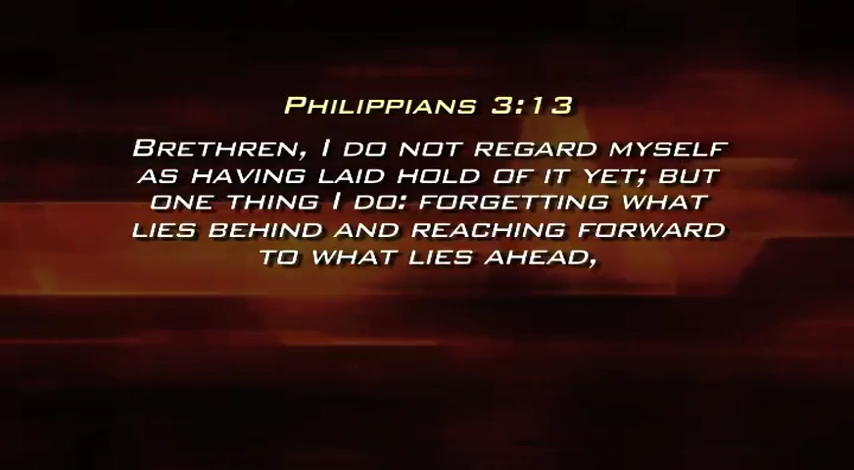 Philippians 3:13
Brethren, I do not regard myself
as having laid hold of it yet; but
one thing I do: forgetting what
lies behind and reaching forward
to what lies ahead,